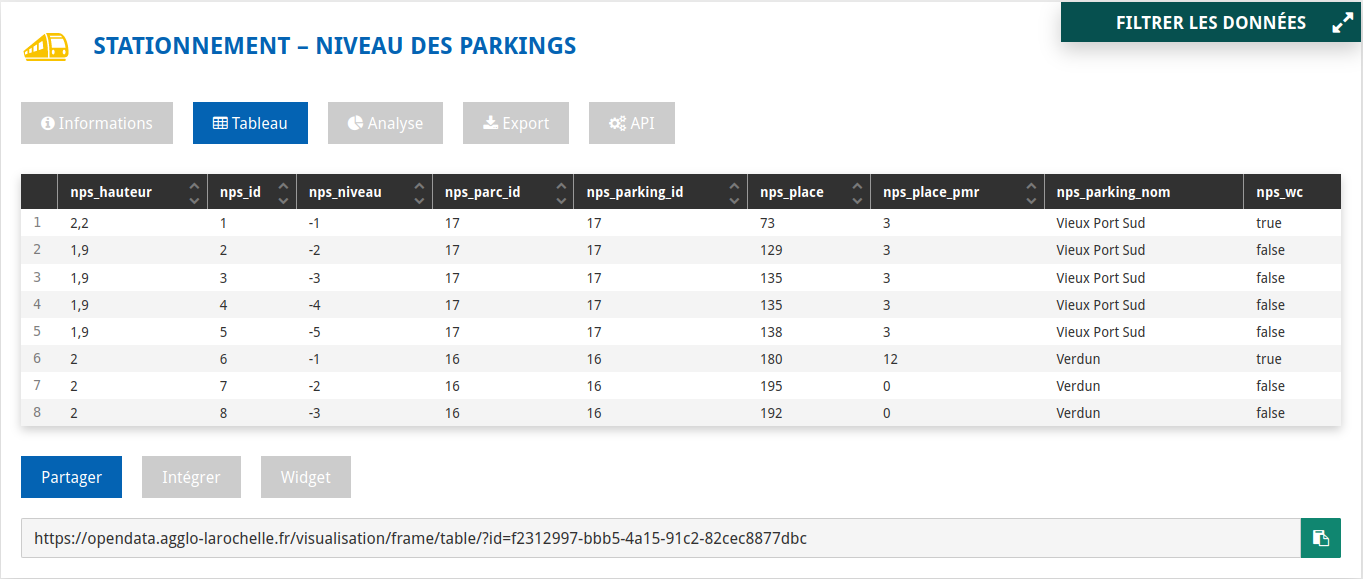 FILTRER LES DONNÉES
STATIONNEMENT – NIVEAU DES PARKINGS
Informations Tableau Analyse Export API
nps_hauteur nps_id nps_niveau nps_parc_id nps_parking_id nps_place nps_place_pmr nps_parking_nom nps_wc
1 2,2 1 -1 17 17 73 3 Vieux Port Sud true
2 1,9 2 -2 17 17 129 3 Vieux Port Sud false
3 1,9 3 -3 17 17 135 3 Vieux Port Sud false
4 1,9 4 -4 17 17 135 3 Vieux Port Sud false
5 1,9 5 -5 17 17 138 3 Vieux Port Sud false
6 2 6 -1 16 16 180 12 Verdun true
7 2 7 -2 16 16 195 0 Verdun false
8 2 8 -3 16 16 192 0 Verdun false
Partager Intégrer Widget
https://opendata.agglo-larochelle.fr/visualisation/frame/table/?id=f2312997-bbb5-4a15-91c2-82cec8877dbc